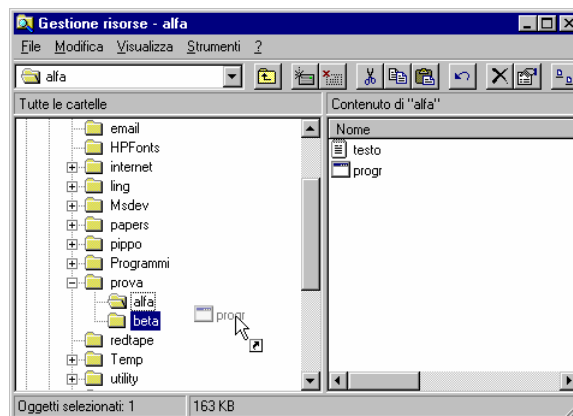 Gestione risorse - alfa
File Modifica Visualizza Strumenti ?
alfa
Tutte le cartelle
Contenuto di "alfa"
email
HPFonts
internet
ling
Msdev
papers
pippo
Programmi
prova
alfa
beta
redtape
Temp
utility
Nome
testo
progr
progr
Oggetti selezionati: 1
163 KB